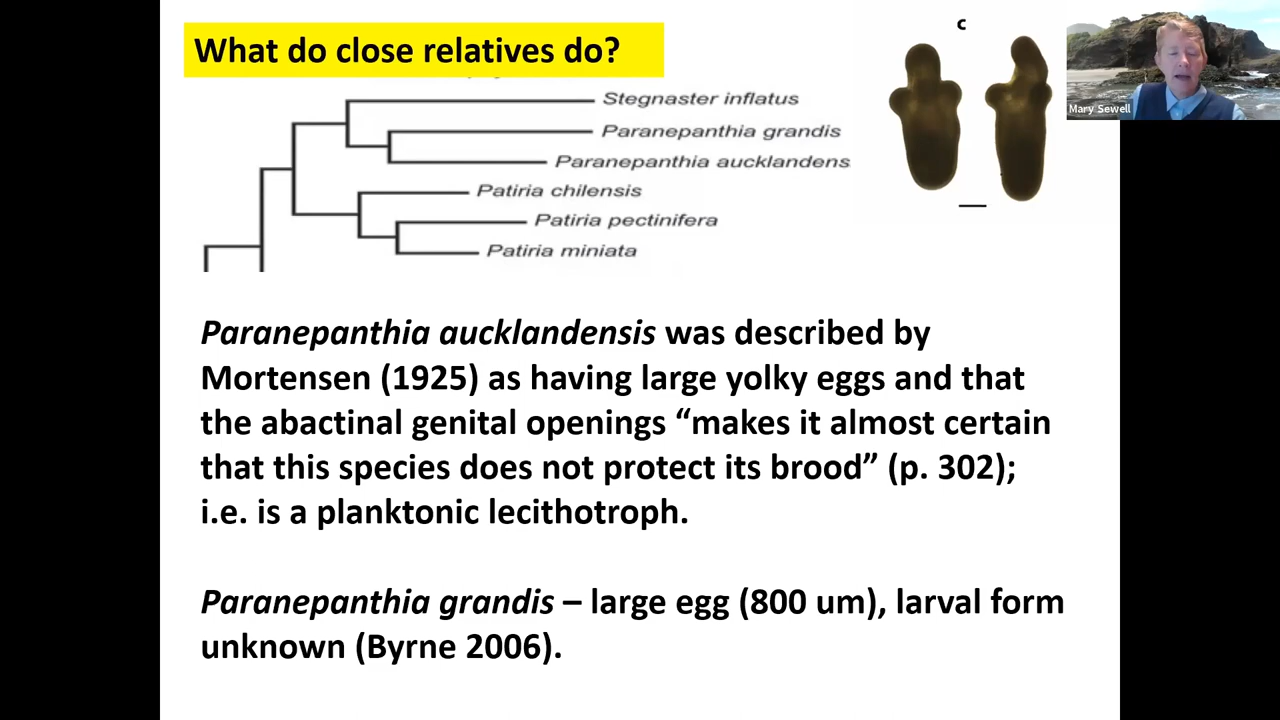 What do close relatives do?
c
Mary Sewell
Stegnaster inflatus
Paranepanthia grandis
Paranepanthia aucklandens
Patiria chilensis
Patiria pectinifera
Patiria miniata
Paranepanthia aucklandensis was described by
Mortensen (1925) as having large yolky eggs and that
the abactinal genital openings “makes it almost certain
that this species does not protect its brood” (p. 302);
i.e. is a planktonic lecithotroph.
Paranepanthia grandis – large egg (800 um), larval form
unknown (Byrne 2006).